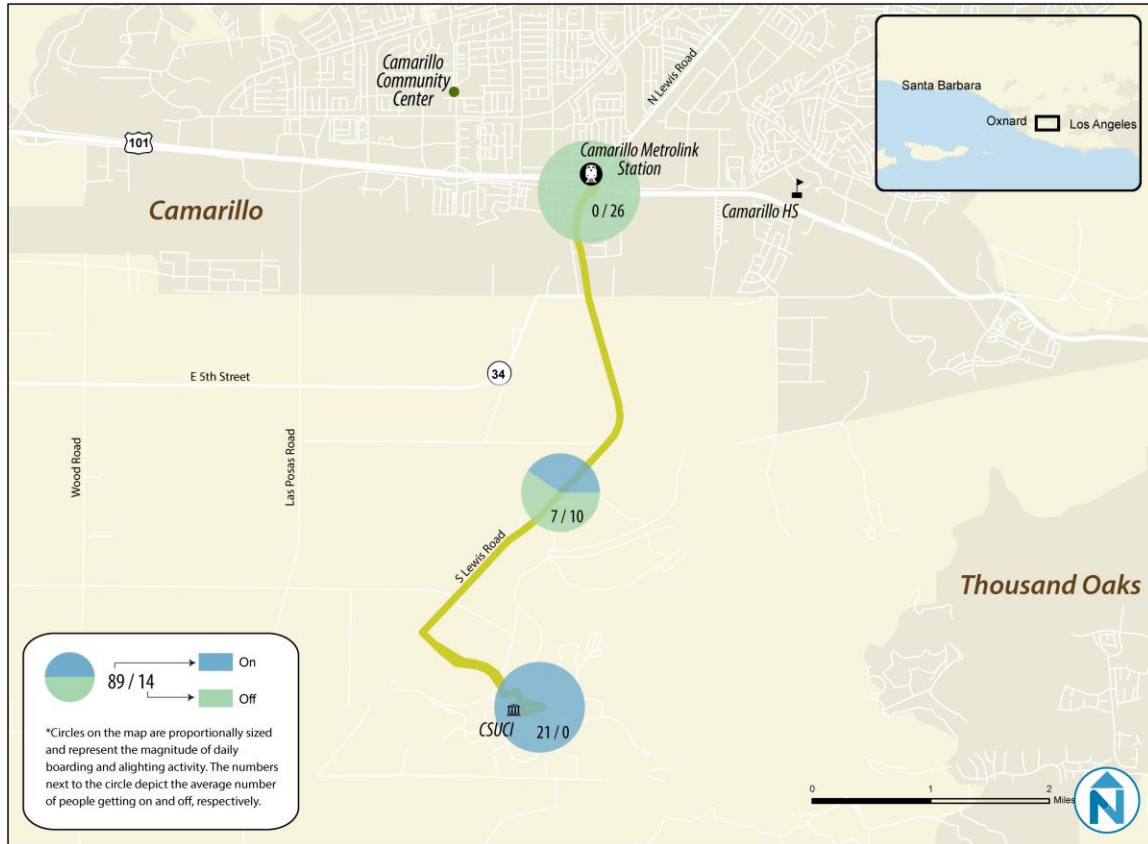 Santa Barbara
Oxnard
Los Angeles
Camarillo
Community
Center
N Lewis Road
101
Camarillo Metrolink
Station
0 / 26
Camarillo HS
Camarillo
E 5th Street
34
Wood Road
Las Posas Road
7 / 10
S Lewis Road
Thousand Oaks
CSUCI
21 / 0
89 / 14
On
Off
*Circles on the map are proportionally sized
and represent the magnitude of daily
boarding and alighting activity. The numbers
next to the circle depict the average number
of people getting on and off, respectively.
0 1 2
Miles
N